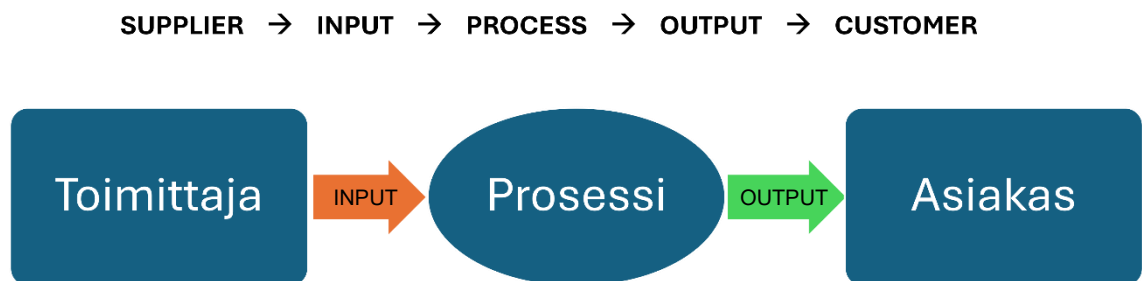 SUPPLIER → INPUT → PROCESS → OUTPUT → CUSTOMER
Toimittaja INPUT Prosessi OUTPUT Asiakas